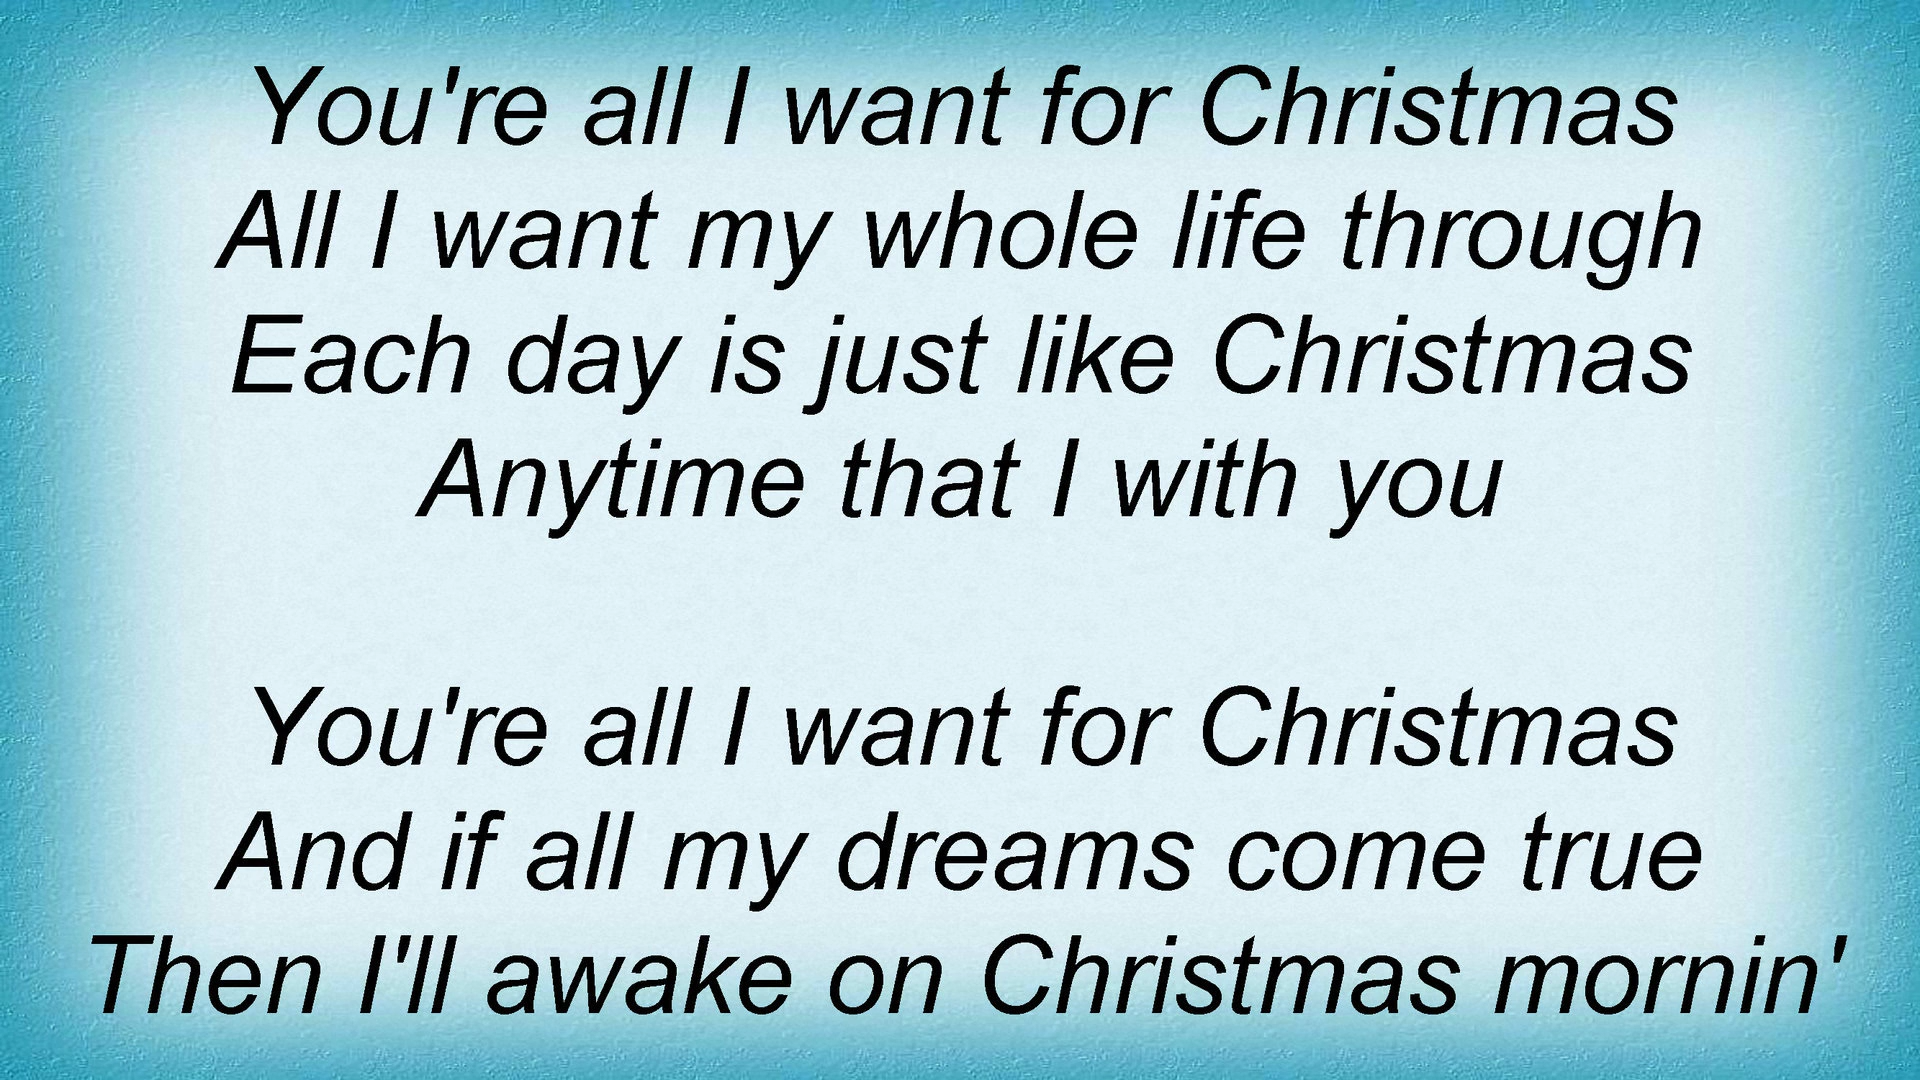 You're all I want for Christmas
All I want my whole life through
Each day is just like Christmas
Anytime that I with you
You're all I want for Christmas
And if all my dreams come true
Then I'll awake on Christmas mornin'